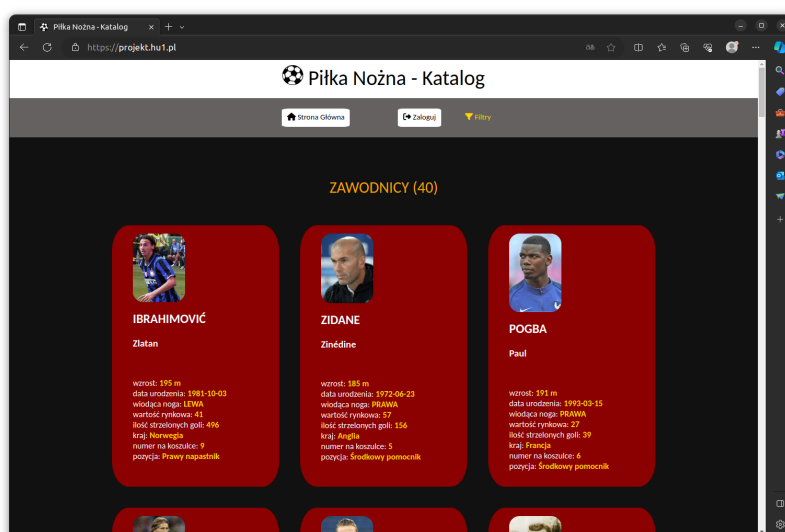 Piłka Nożna - Katalog
https://projekt.hu1.pl
Piłka Nożna - Katalog
Strona Główna
Zaloguj
Filtry
ZAWODNICY (40)
IBRAHIMOVIĆ
Zlatan
wzrost: 195 m
data urodzenia: 1981-10-03
wiodąca noga: LEWA
wartość rynkowa: 41
ilość strzelonych goli: 496
kraj: Norwegia
numer na koszulce: 9
pozycja: Prawy napastnik
ZIDANE
Zinédine
wzrost: 185 m
data urodzenia: 1972-06-23
wiodąca noga: PRAWA
wartość rynkowa: 57
ilość strzelonych goli: 156
kraj: Anglia
numer na koszulce: 5
pozycja: Środkowy pomocnik
POGBA
Paul
wzrost: 191 m
data urodzenia: 1993-03-15
wiodąca noga: PRAWA
wartość rynkowa: 27
ilość strzelonych goli: 39
kraj: Francja
numer na koszulce: 6
pozycja: Środkowy pomocnik